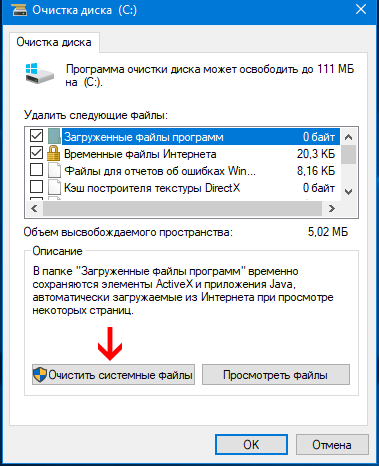 Очистка диска  (C:)
Очистка диска
Программа очистки диска может освободить до 111 МБ
на  (C:).
Удалить следующие файлы:
Загруженные файлы программ 0 байт
Временные файлы Интернета 20,3 КБ
Файлы для отчетов об ошибках Win... 8,16 КБ
Кэш построителя текстуры DirectX 0 байт
Объем высвобождаемого пространства: 5,02 МБ
Описание
В папке "Загруженные файлы программ" временно
сохраняются элементы ActiveX и приложения Java,
автоматически загружаемые из Интернета при просмотре
некоторых страниц.
Очистить системные файлы Просмотреть файлы
OK Отмена